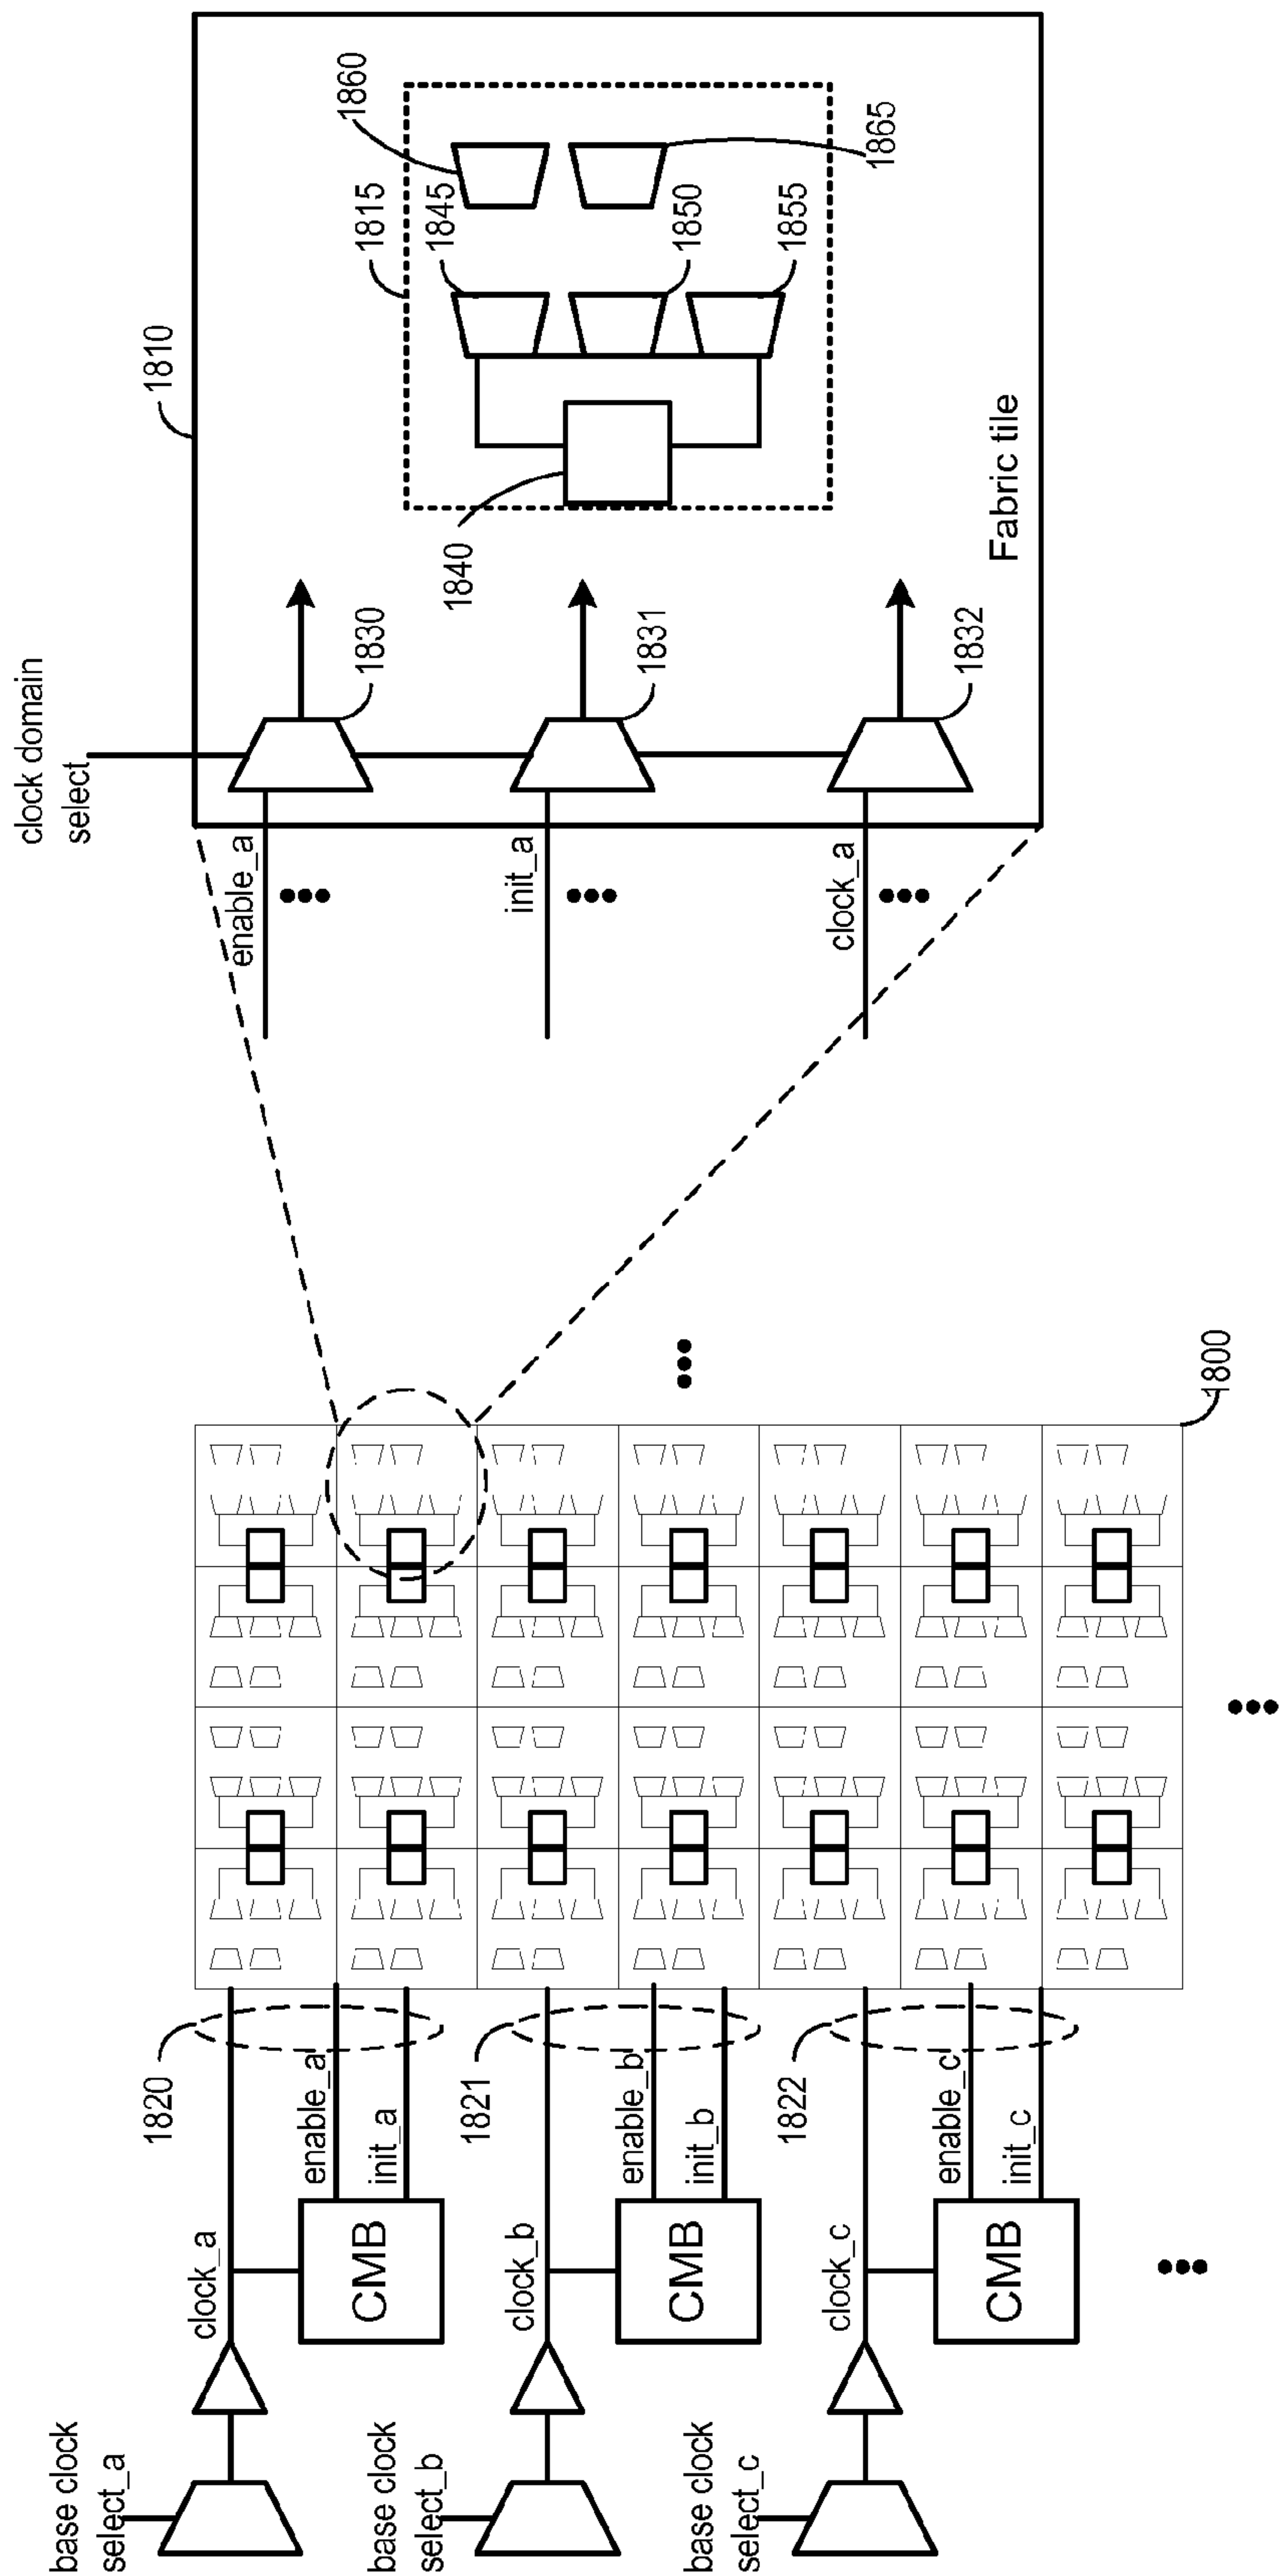 base clock
select_a
clock_a
CMB
enable_a
init_a
1820
base clock
select_b
clock_b
CMB
enable_b
init_b
1821
base clock
select_c
clock_c
CMB
enable_c
init_c
1822
1800
clock domain
select
enable_a
init_a
clock_a
1830
1831
1832
1810
1815
1840
1845
1850
1855
1860
1865
Fabric tile